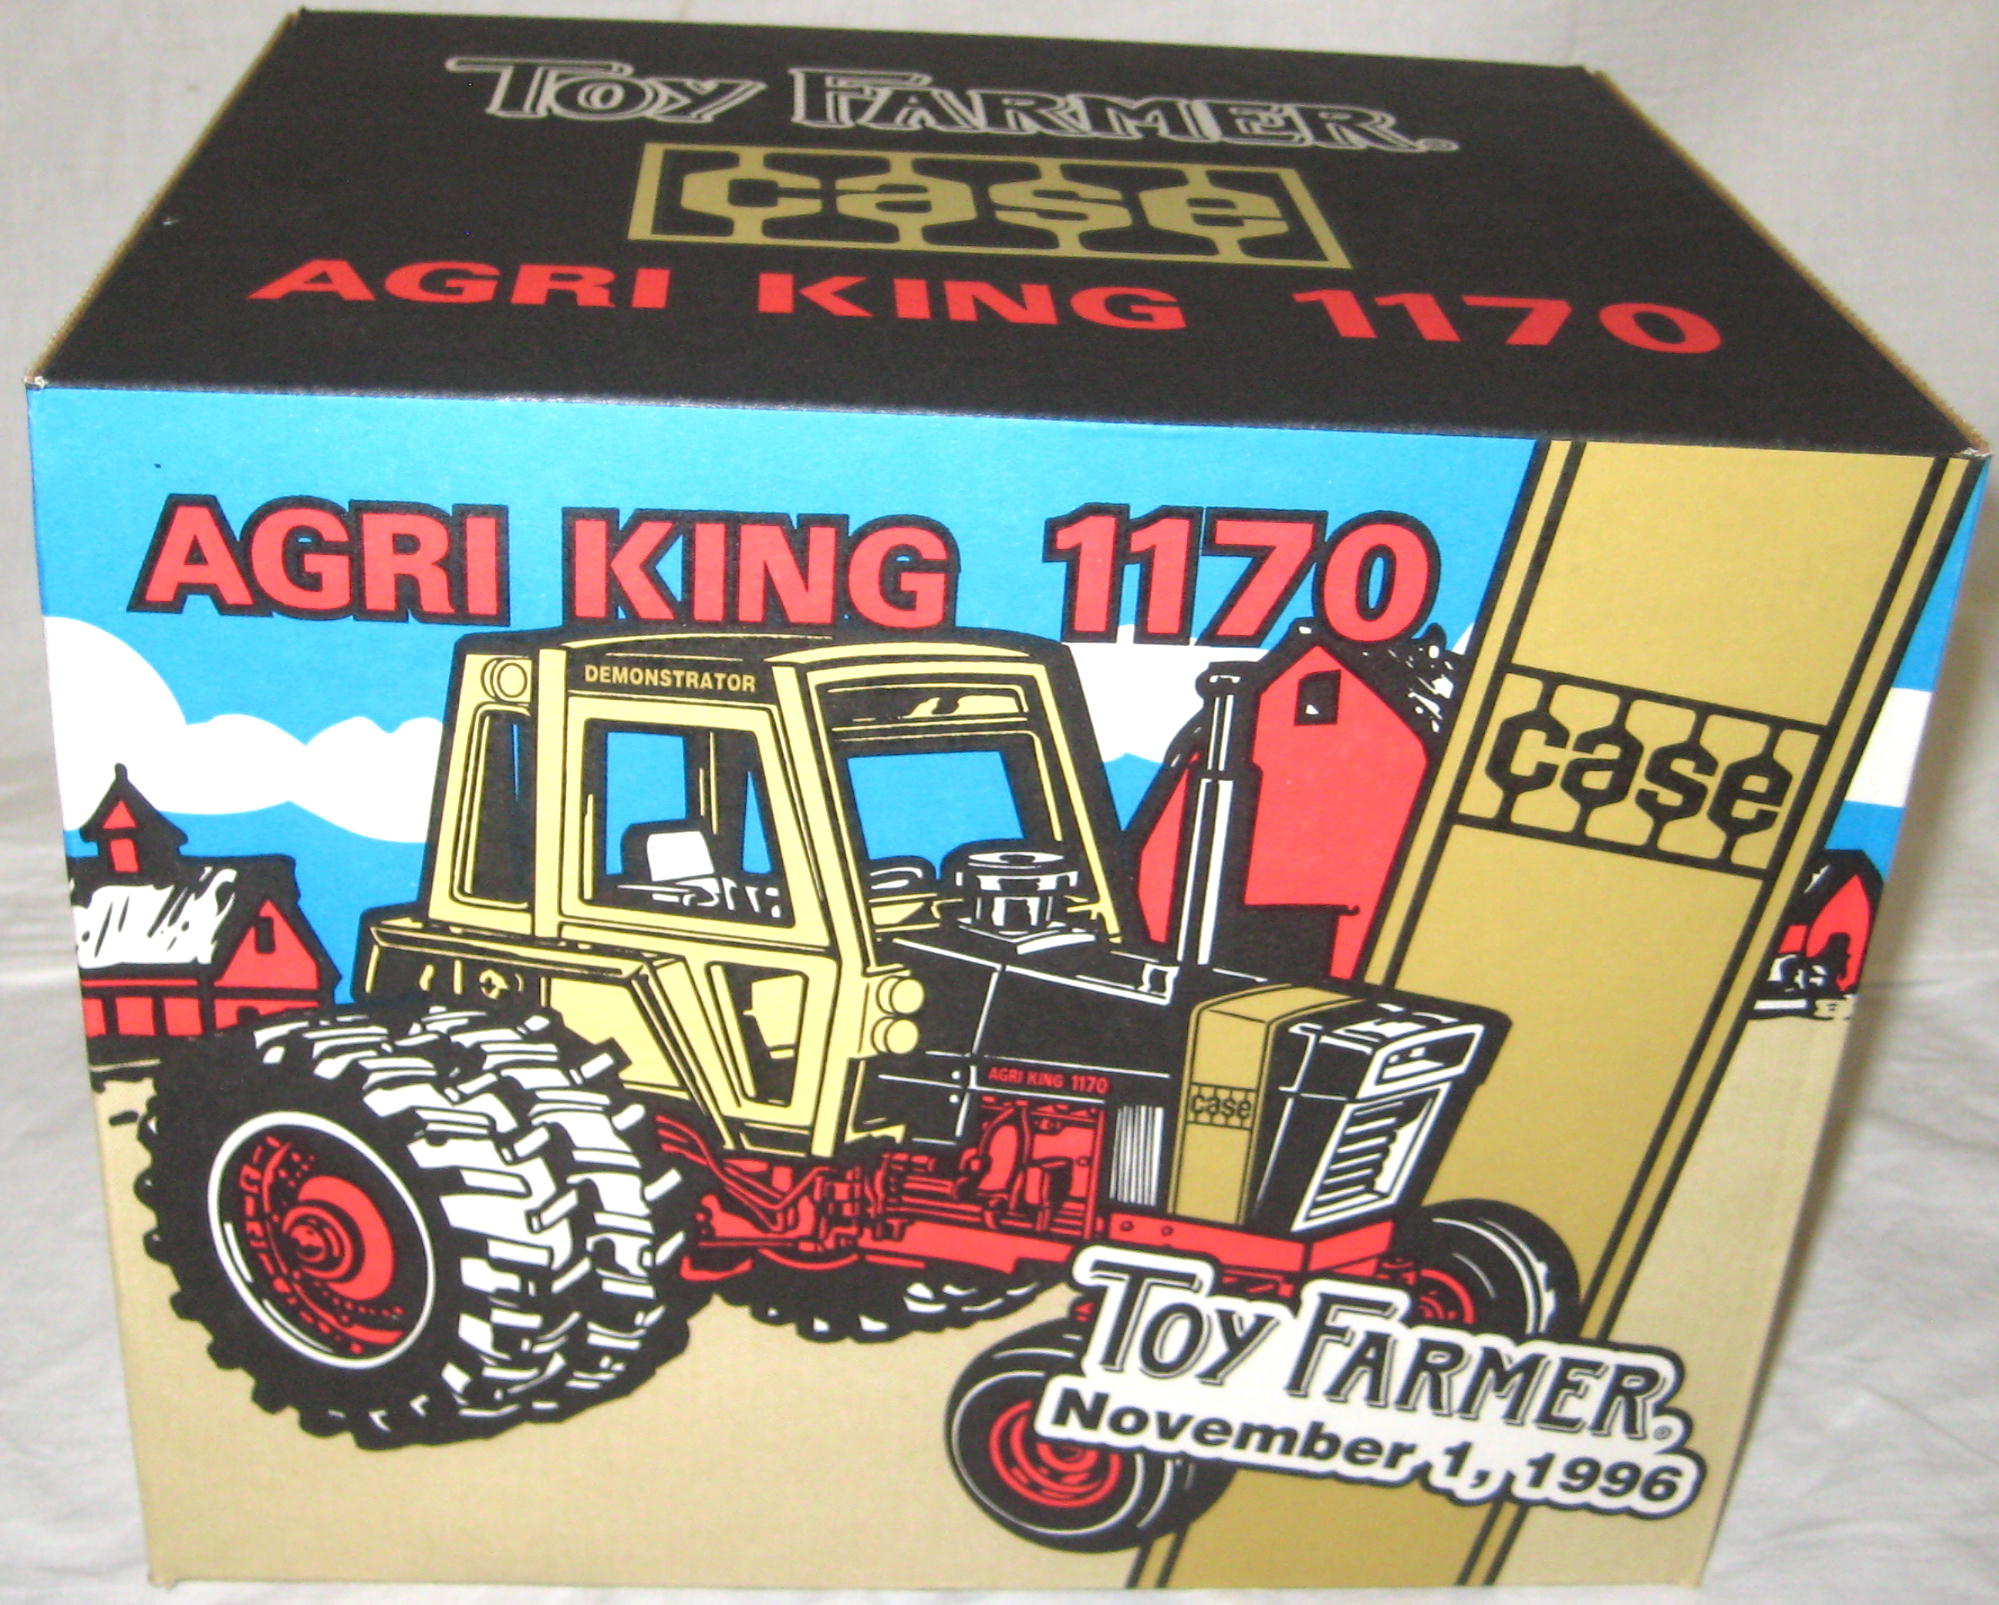 TOY FARMER®
case
AGRI KING 1170
AGRI KING 1170
DEMONSTRATOR
case
AGRI KING 1170
case
TOY FARMER®
November 1, 1996